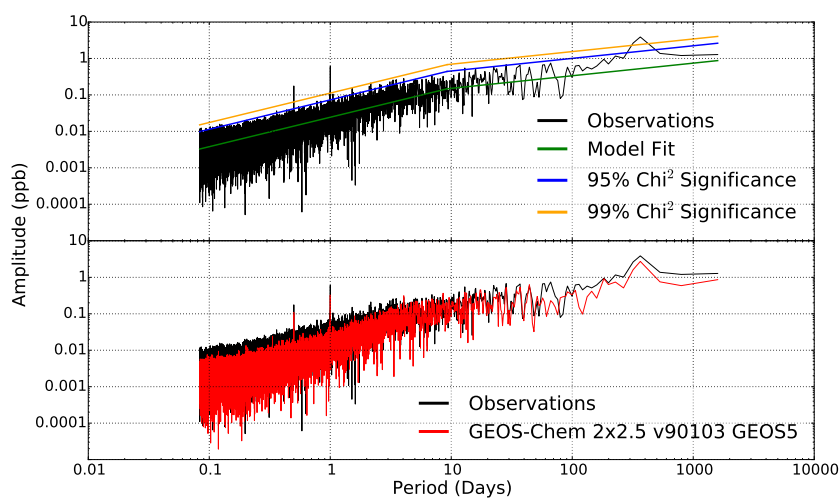 10
1
0.1
0.01
0.001
0.0001
Observations
Model Fit
95% Chi² Significance
99% Chi² Significance
Amplitude (ppb)
10
1
0.1
0.01
0.001
0.0001
Observations
GEOS-Chem 2x2.5 v90103 GEOS5
0.01 0.1 1 10 100 1000 10000
Period (Days)